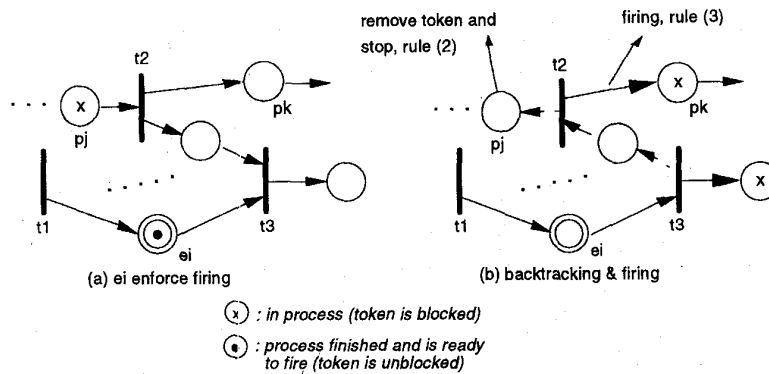 remove token and
stop, rule (2)
firing, rule (3)
t2
x
pj
pk
t1
ei
t3
(a) ei enforce firing
t2
x
pk
pj
x
t1
ei
t3
(b) backtracking & firing
x : in process (token is blocked)
: process finished and is ready
to fire (token is unblocked)